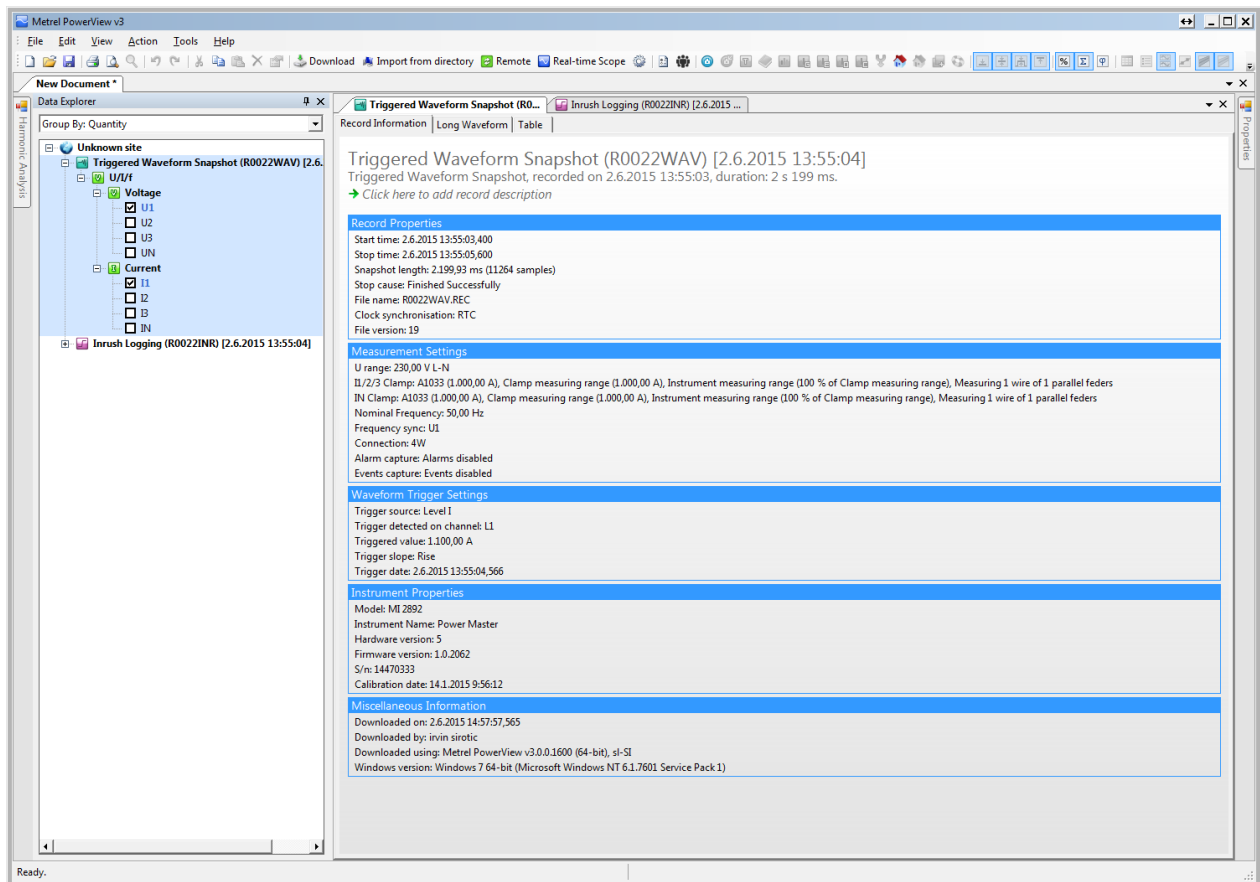 Metrel PowerView v3
File Edit View Action Tools Help
Download Import from directory Remote Real-time Scope
New Document *
Data Explorer
Group By: Quantity
Unknown site
Triggered Waveform Snapshot (R0022WAV) [2.6.
U/I/f
Voltage
U1
U2
U3
UN
Current
I1
I2
I3
IN
Inrush Logging (R0022INR) [2.6.2015 13:55:04]
Harmonic Analysis
Triggered Waveform Snapshot (R0... Inrush Logging (R0022INR) [2.6.2015 ...
Record Information Long Waveform Table
Triggered Waveform Snapshot (R0022WAV) [2.6.2015 13:55:04]
Triggered Waveform Snapshot, recorded on 2.6.2015 13:55:03, duration: 2 s 199 ms.
Click here to add record description
Record Properties
Start time: 2.6.2015 13:55:03,400
Stop time: 2.6.2015 13:55:05,600
Snapshot length: 2.199,93 ms (11264 samples)
Stop cause: Finished Successfully
File name: R0022WAV.REC
Clock synchronisation: RTC
File version: 19
Measurement Settings
U range: 230,00 V L-N
I1/2/3 Clamp: A1033 (1.000,00 A), Clamp measuring range (1.000,00 A), Instrument measuring range (100 % of Clamp measuring range), Measuring 1 wire of 1 parallel feders
IN Clamp: A1033 (1.000,00 A), Clamp measuring range (1.000,00 A), Instrument measuring range (100 % of Clamp measuring range), Measuring 1 wire of 1 parallel feders
Nominal Frequency: 50,00 Hz
Frequency sync: U1
Connection: 4W
Alarm capture: Alarms disabled
Events capture: Events disabled
Waveform Trigger Settings
Trigger source: Level I
Trigger detected on channel: L1
Triggered value: 1.100,00 A
Trigger slope: Rise
Trigger date: 2.6.2015 13:55:04,566
Instrument Properties
Model: MI 2892
Instrument Name: Power Master
Hardware version: 5
Firmware version: 1.0.2062
S/n: 14470333
Calibration date: 14.1.2015 9:56:12
Miscellaneous Information
Downloaded on: 2.6.2015 14:57:57,565
Downloaded by: irvin sirotic
Downloaded using: Metrel PowerView v3.0.0.1600 (64-bit), sl-SI
Windows version: Windows 7 64-bit (Microsoft Windows NT 6.1.7601 Service Pack 1)
Properties
Ready.